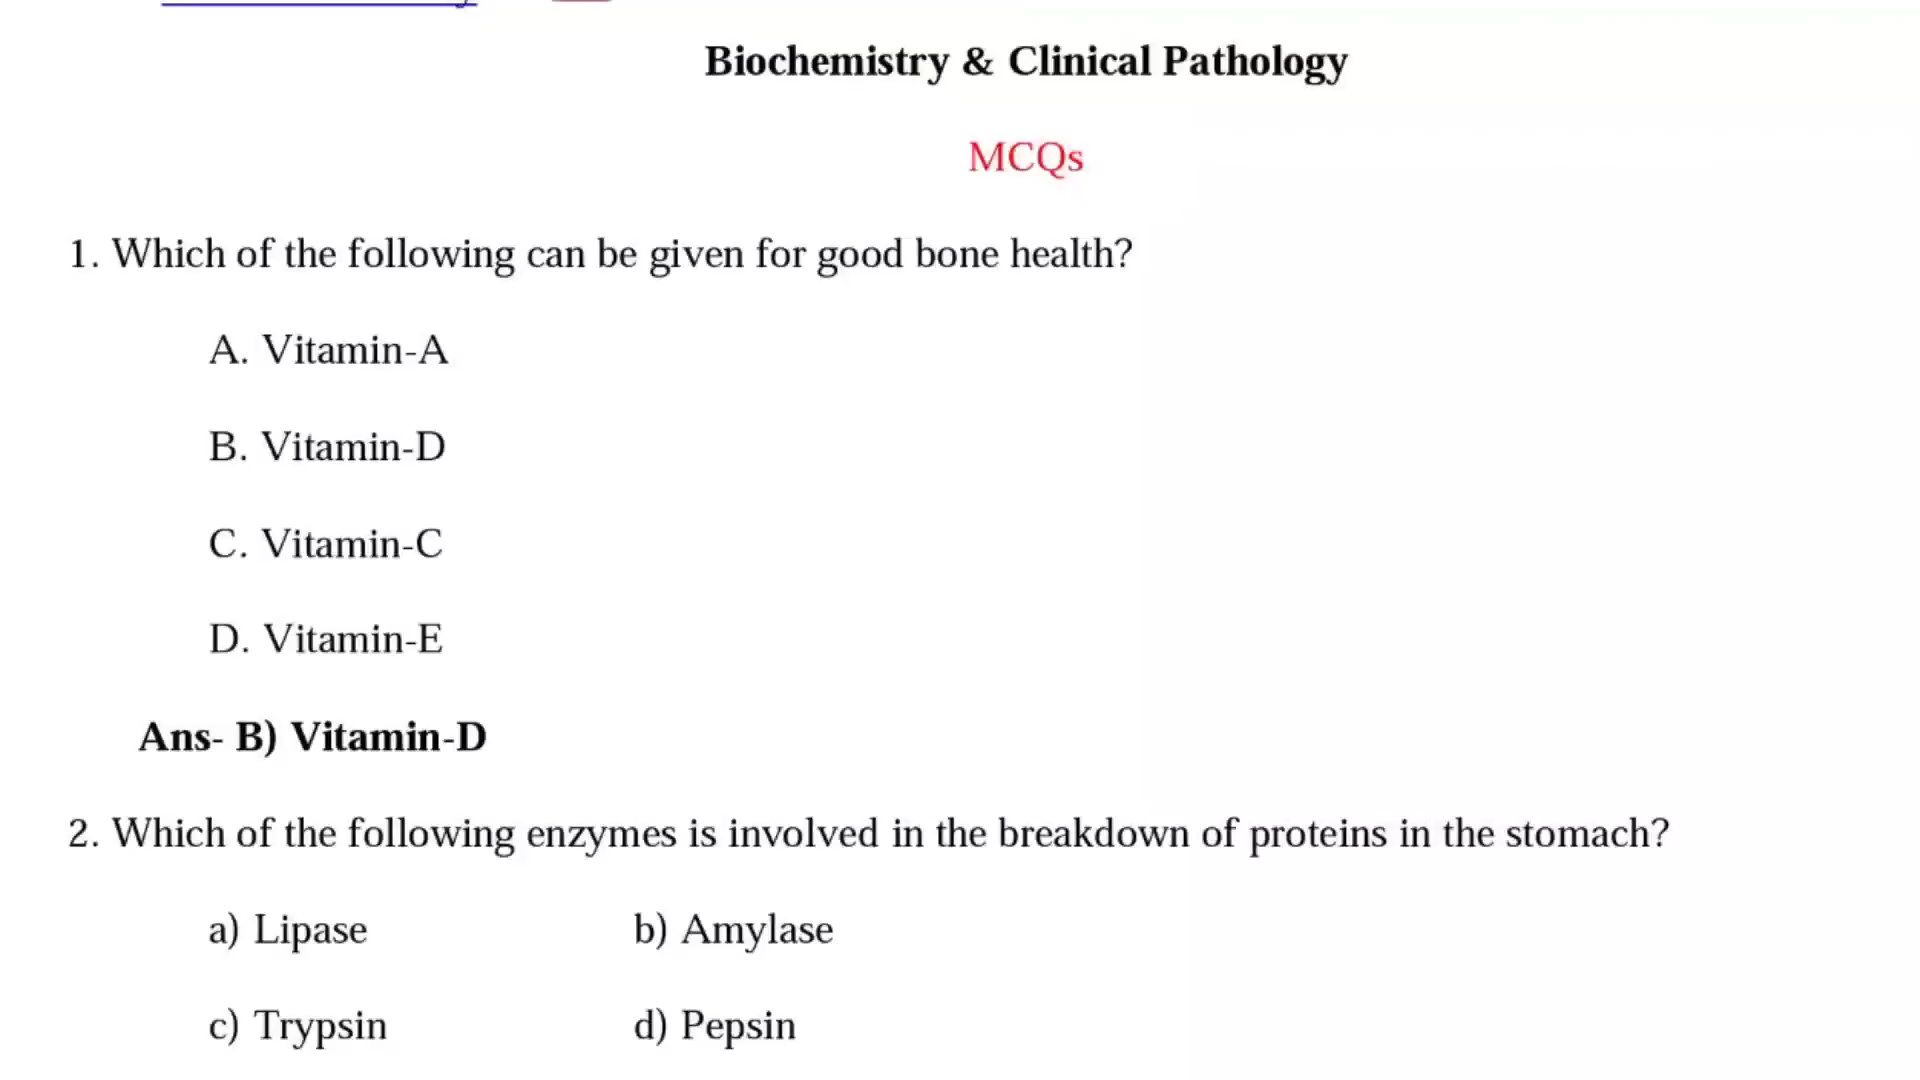 Biochemistry & Clinical Pathology
MCQs
1. Which of the following can be given for good bone health?
A. Vitamin-A
B. Vitamin-D
C. Vitamin-C
D. Vitamin-E
Ans- B) Vitamin-D
2. Which of the following enzymes is involved in the breakdown of proteins in the stomach?
a) Lipase b) Amylase
c) Trypsin d) Pepsin